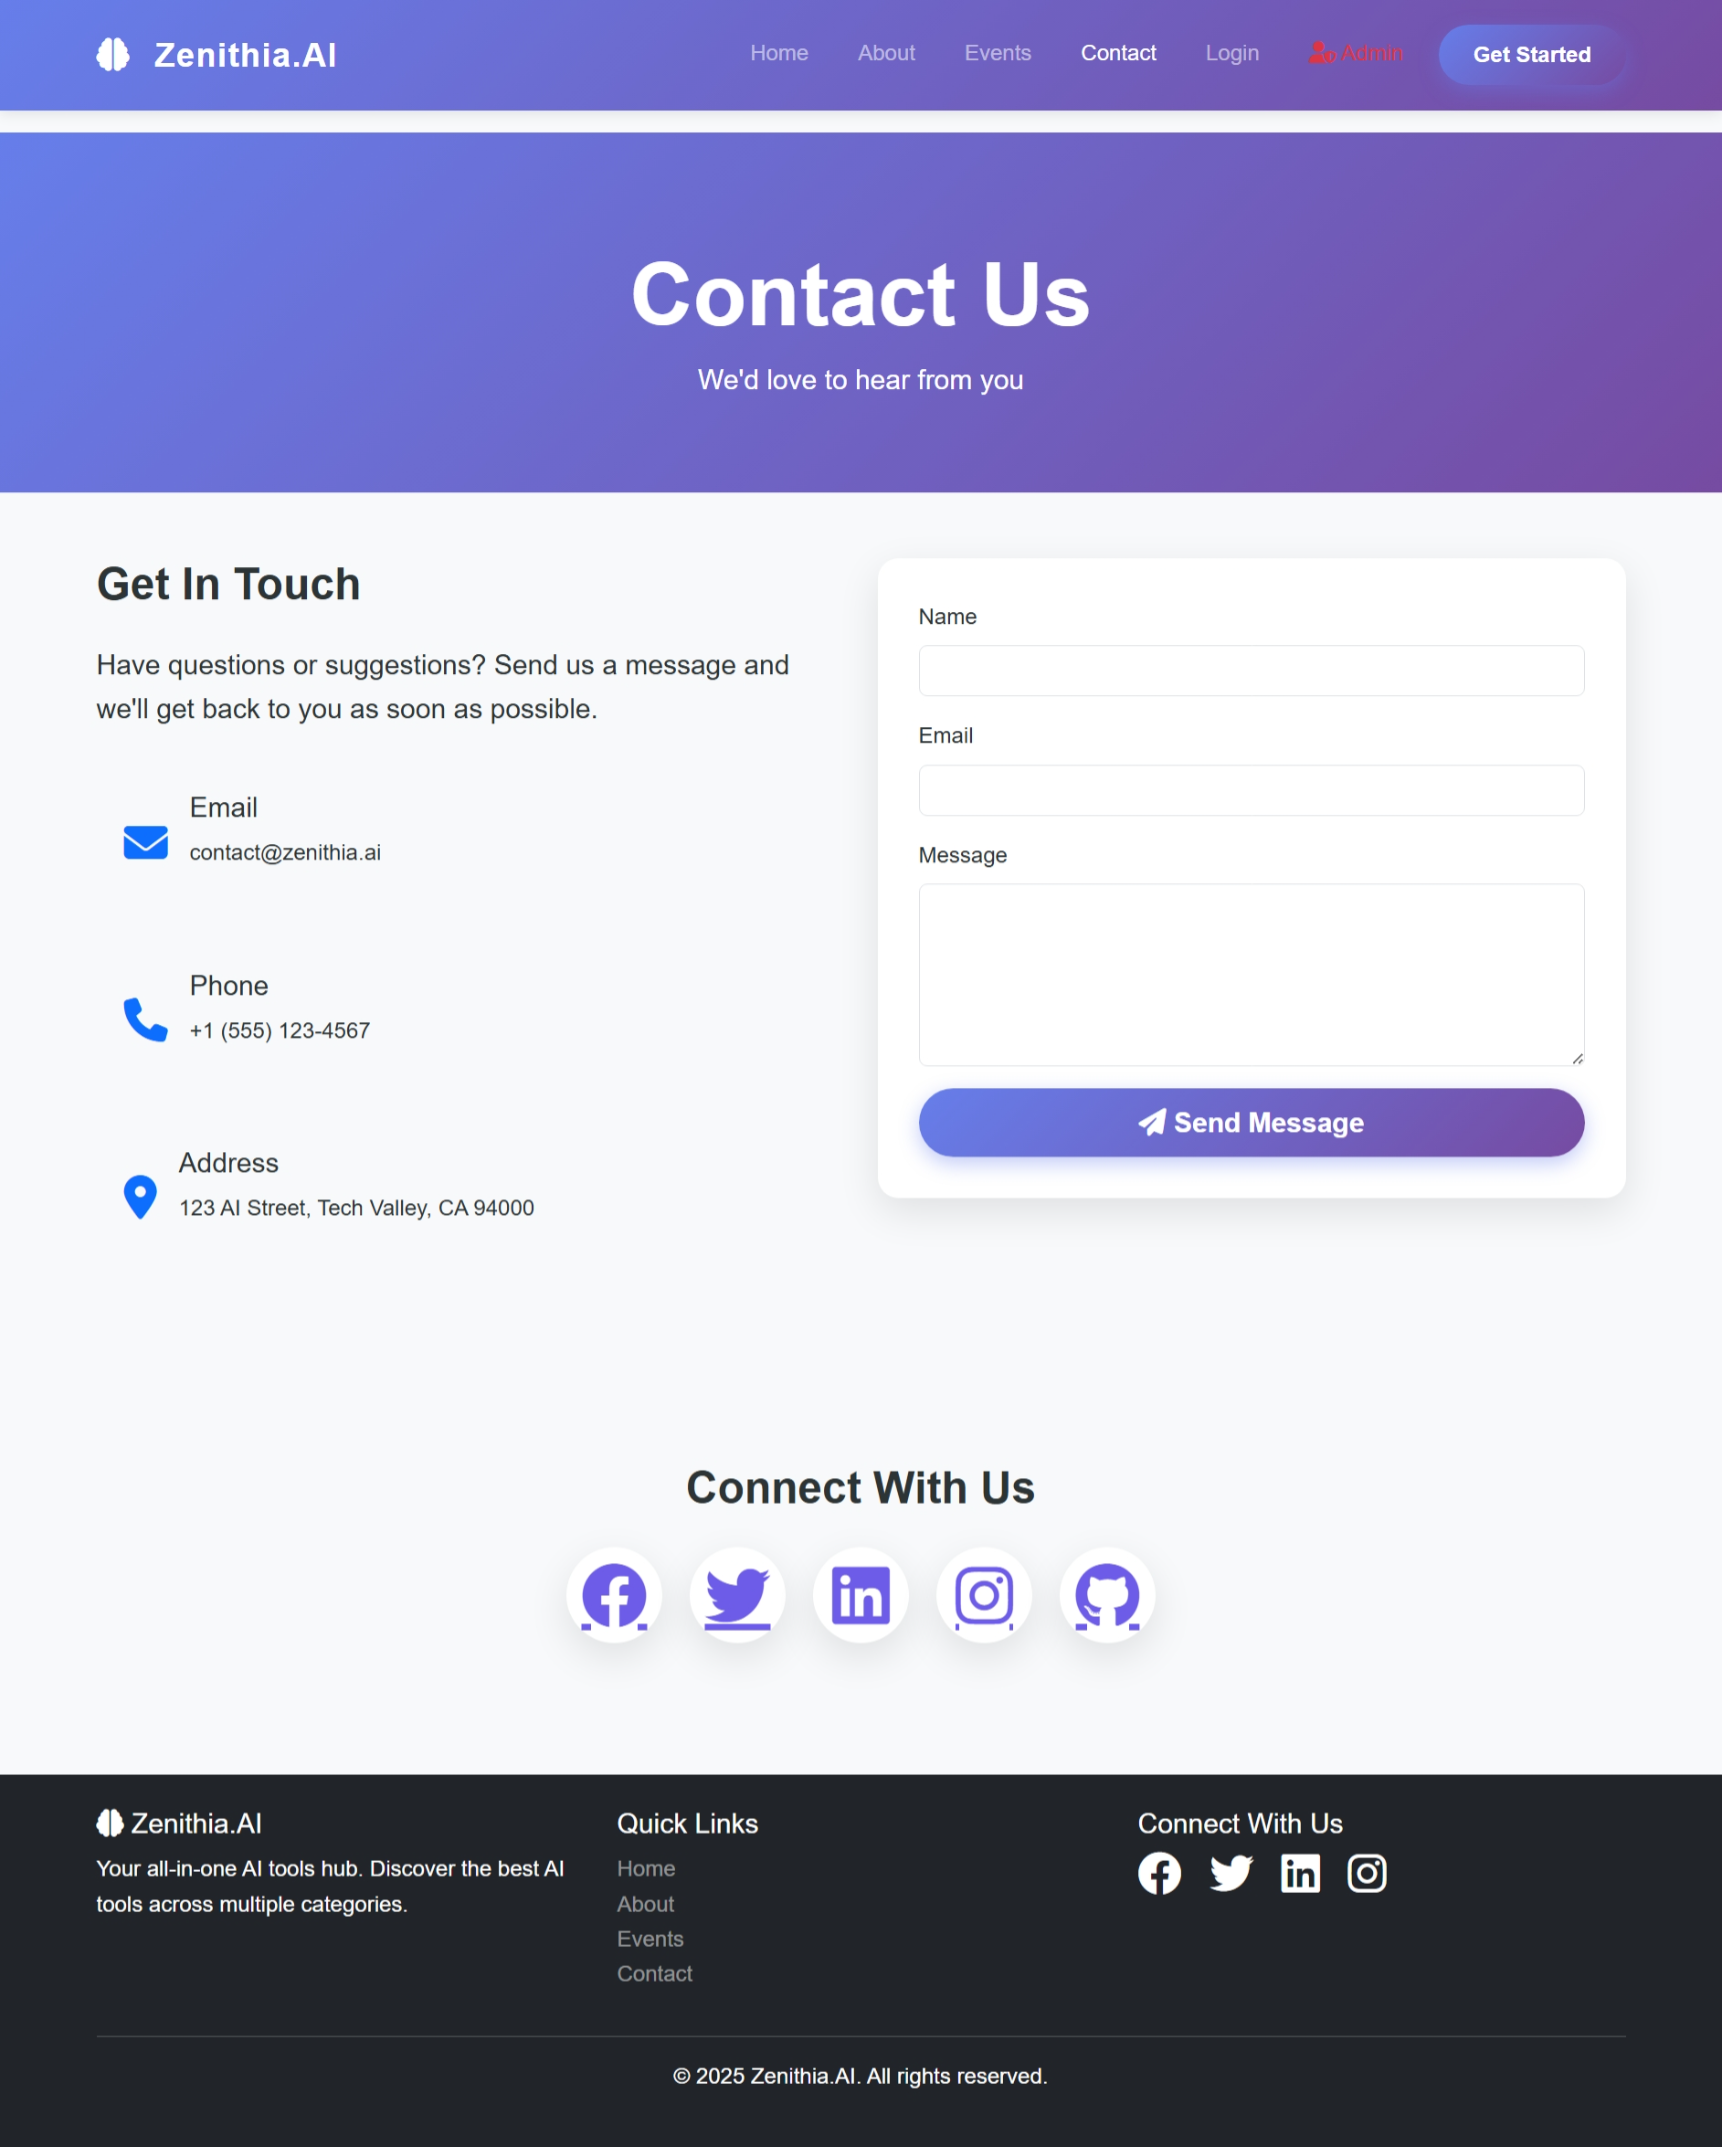 Zenithia.AI
Home
About
Events
Contact
Login
Admin
Get Started
Contact Us
We'd love to hear from you
Get In Touch
Have questions or suggestions? Send us a message and
we'll get back to you as soon as possible.
Email
contact@zenithia.ai
Phone
+1 (555) 123-4567
Address
123 AI Street, Tech Valley, CA 94000
Name
Email
Message
Send Message
Connect With Us
Zenithia.AI
Your all-in-one AI tools hub. Discover the best AI
tools across multiple categories.
Quick Links
Home
About
Events
Contact
Connect With Us
© 2025 Zenithia.AI. All rights reserved.